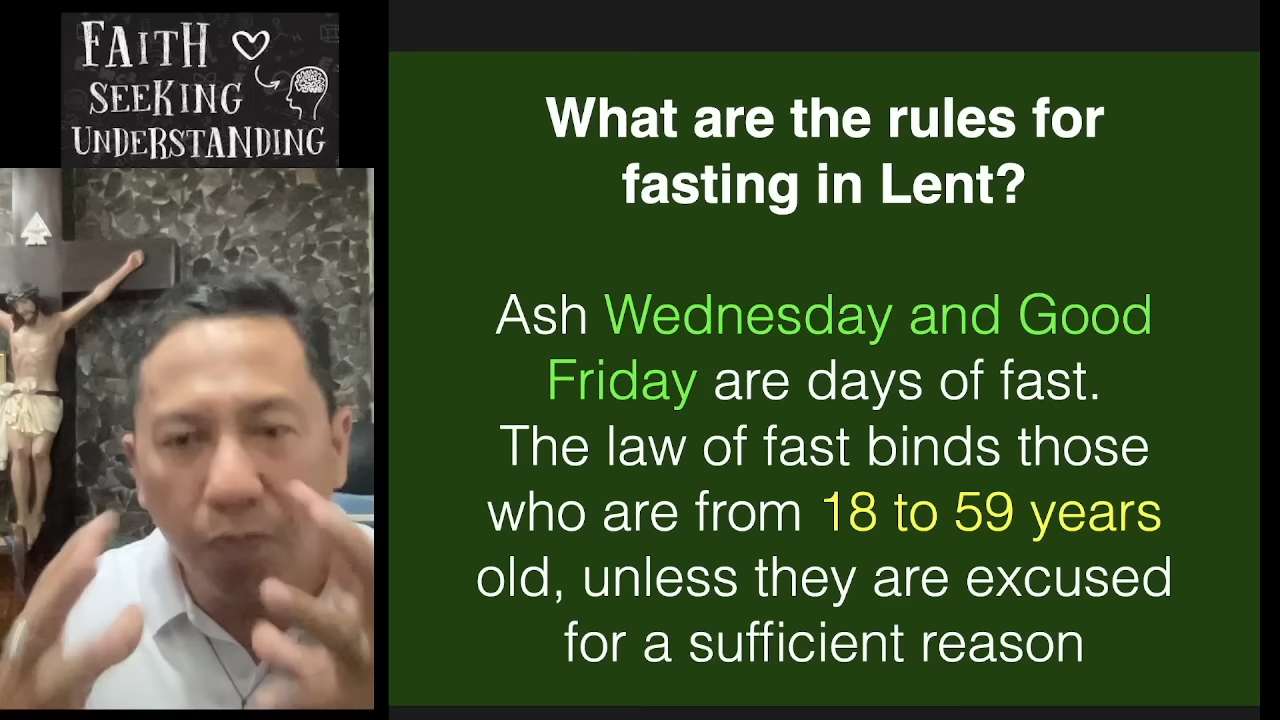 FAITH
SEEKING
UNDERSTANDING
What are the rules for
fasting in Lent?
Ash Wednesday and Good
Friday are days of fast.
The law of fast binds those
who are from 18 to 59 years
old, unless they are excused
for a sufficient reason